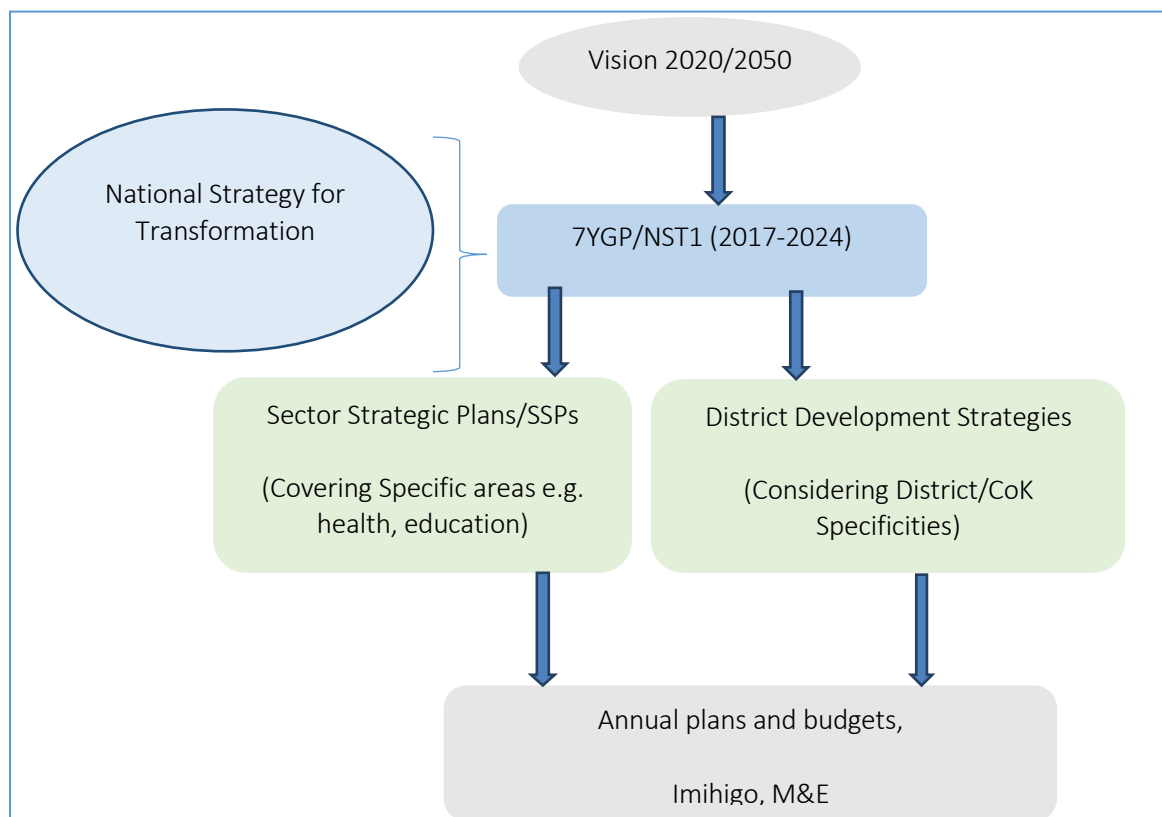 Vision 2020/2050
National Strategy for
Transformation
7YGP/NST1 (2017-2024)
Sector Strategic Plans/SSPs
(Covering Specific areas e.g.
health, education)
District Development Strategies
(Considering District/CoK
Specificities)
Annual plans and budgets,
Imihigo, M&E